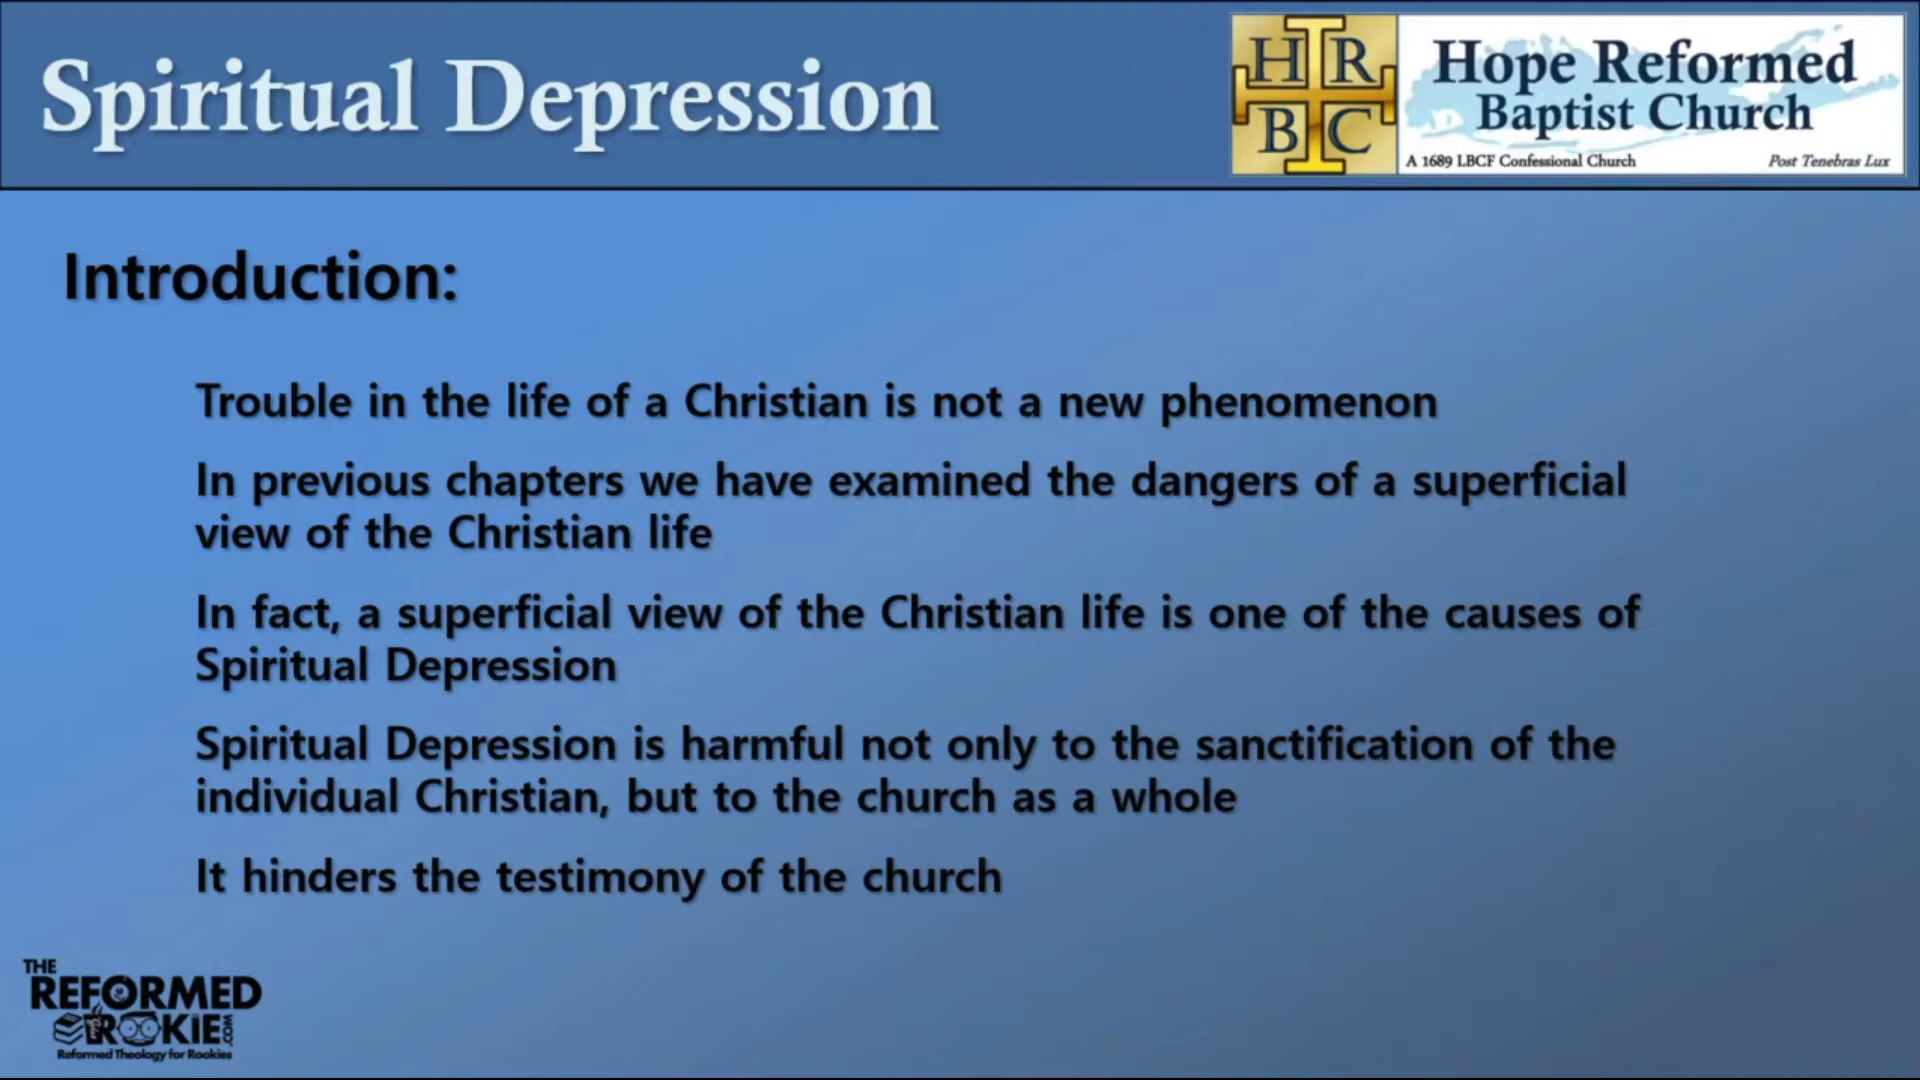 Spiritual Depression
H R
B C
Hope Reformed
Baptist Church
A 1689 LBCF Confessional Church
Post Tenebras Lux
Introduction:
Trouble in the life of a Christian is not a new phenomenon
In previous chapters we have examined the dangers of a superficial
view of the Christian life
In fact, a superficial view of the Christian life is one of the causes of
Spiritual Depression
Spiritual Depression is harmful not only to the sanctification of the
individual Christian, but to the church as a whole
It hinders the testimony of the church
THE
REFORMED
ROOKIE.COM
Reformed Theology for Rookies